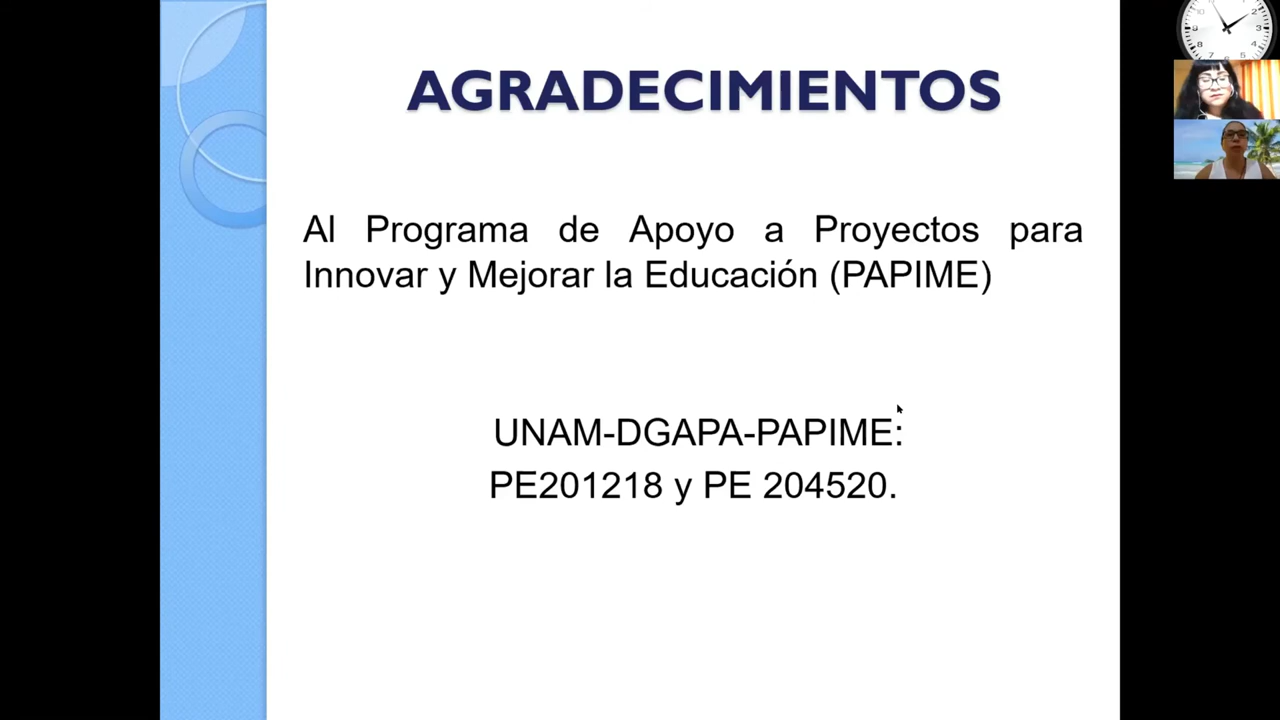 AGRADECIMIENTOS
Al Programa de Apoyo a Proyectos para
Innovar y Mejorar la Educación (PAPIME)
UNAM-DGAPA-PAPIME:
PE201218 y PE 204520.